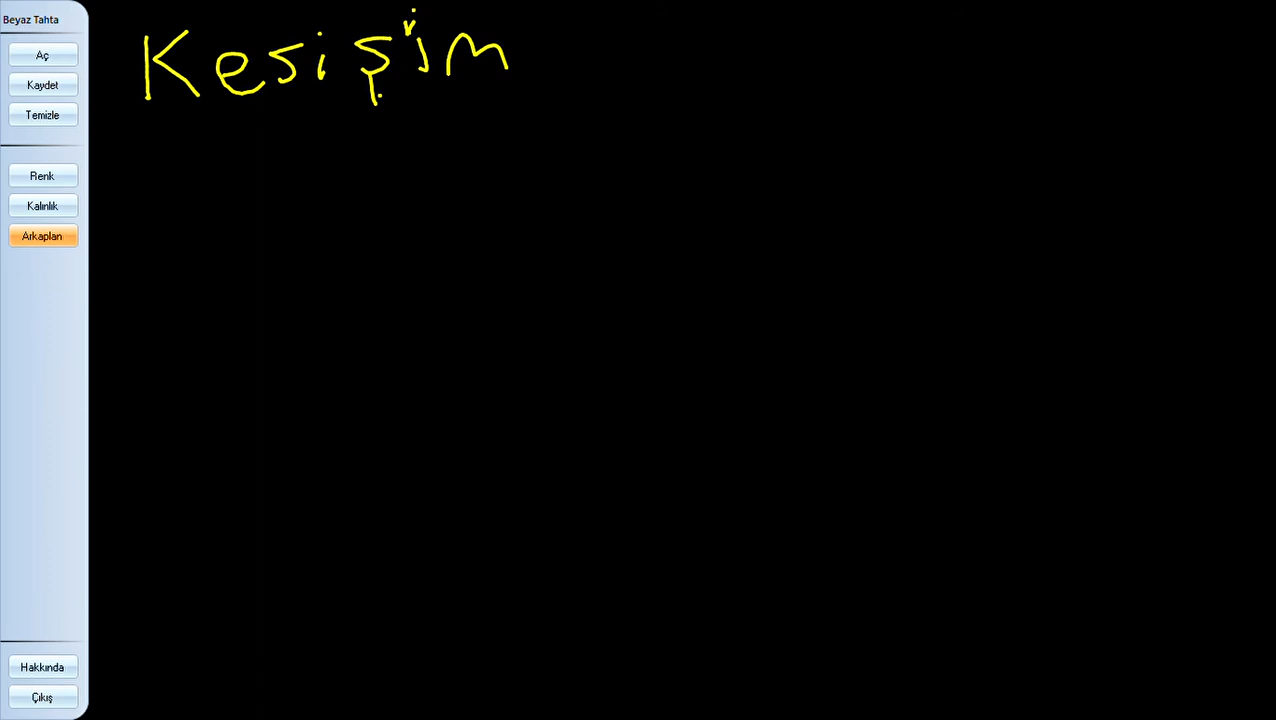 Beyaz Tahta
Aç
Kaydet
Temizle
Renk
Kalınlık
Arkaplan
Hakkında
Çıkış
Kesişim